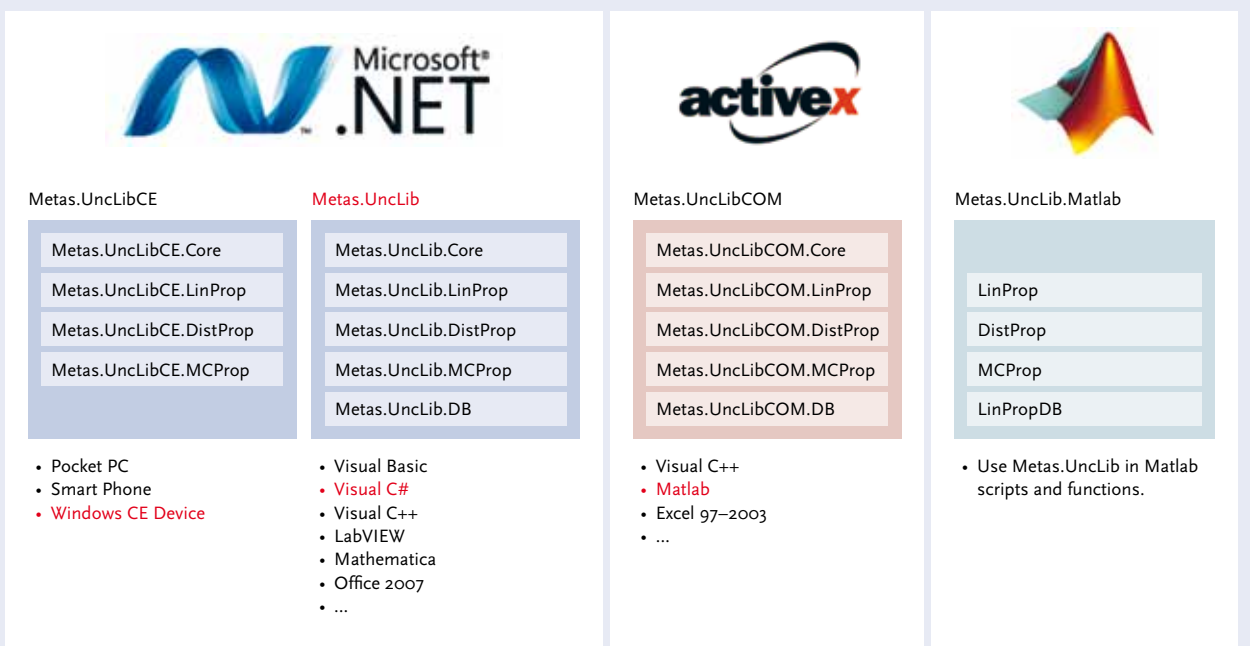 Microsoft®
.NET
™
Metas.UncLibCE
Metas.UncLibCE.Core
Metas.UncLibCE.LinProp
Metas.UncLibCE.DistProp
Metas.UncLibCE.MCProp
• Pocket PC
• Smart Phone
• Windows CE Device
Metas.UncLib
Metas.UncLib.Core
Metas.UncLib.LinProp
Metas.UncLib.DistProp
Metas.UncLib.MCProp
Metas.UncLib.DB
• Visual Basic
• Visual C#
• Visual C++
• LabVIEW
• Mathematica
• Office 2007
• ...
activex
Metas.UncLibCOM
Metas.UncLibCOM.Core
Metas.UncLibCOM.LinProp
Metas.UncLibCOM.DistProp
Metas.UncLibCOM.MCProp
Metas.UncLibCOM.DB
• Visual C++
• Matlab
• Excel 97–2003
• ...
Metas.UncLib.Matlab
LinProp
DistProp
MCProp
LinPropDB
• Use Metas.UncLib in Matlab
scripts and functions.